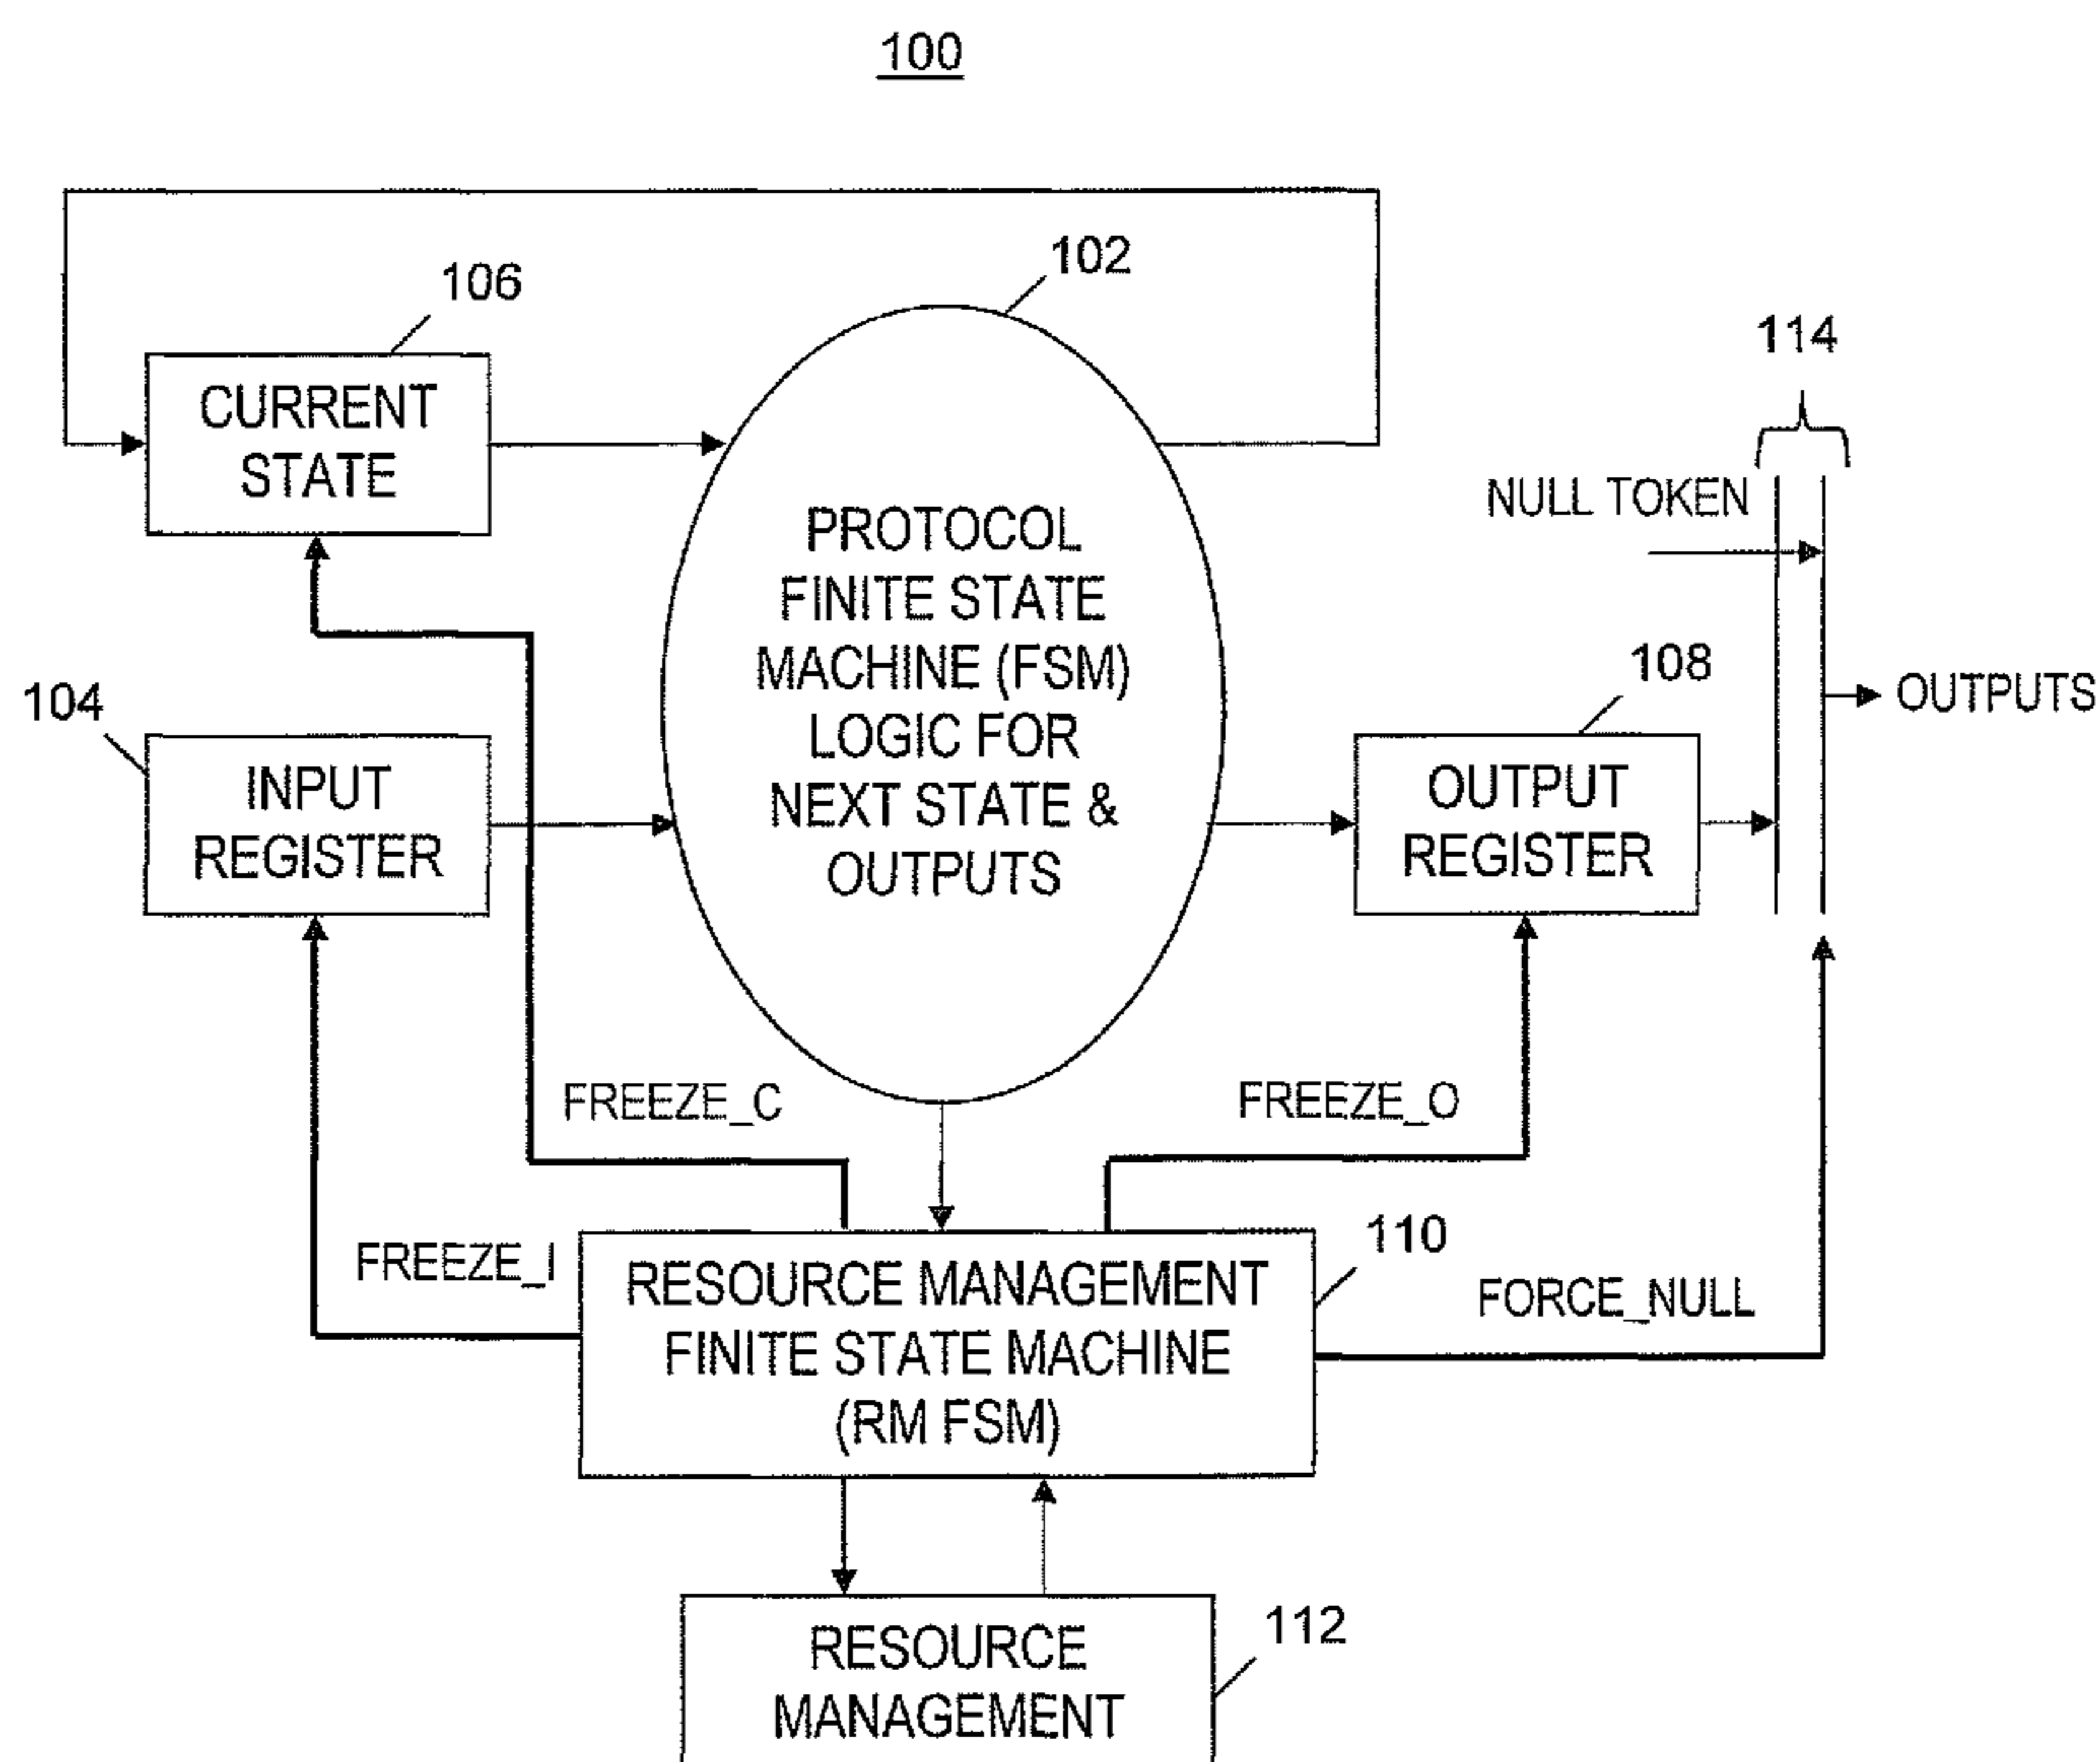 100
102
106
114
CURRENT
STATE
NULL TOKEN
PROTOCOL
FINITE STATE
MACHINE (FSM)
LOGIC FOR
NEXT STATE &
OUTPUTS
108
OUTPUTS
104
INPUT
REGISTER
OUTPUT
REGISTER
FREEZE_C
FREEZE_O
FREEZE_I
110
RESOURCE MANAGEMENT
FINITE STATE MACHINE
(RM FSM)
FORCE_NULL
112
RESOURCE
MANAGEMENT